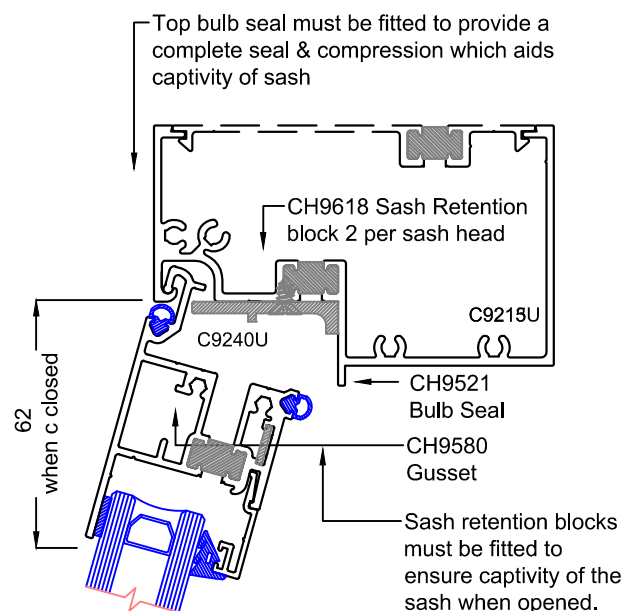 Top bulb seal must be fitted to provide a
complete seal & compression which aids
captivity of sash
CH9618 Sash Retention
block 2 per sash head
C9240U
CH9521
Bulb Seal
62
when c closed
CH9580
Gusset
Sash retention blocks
must be fitted to
ensure captivity of the
sash when opened.